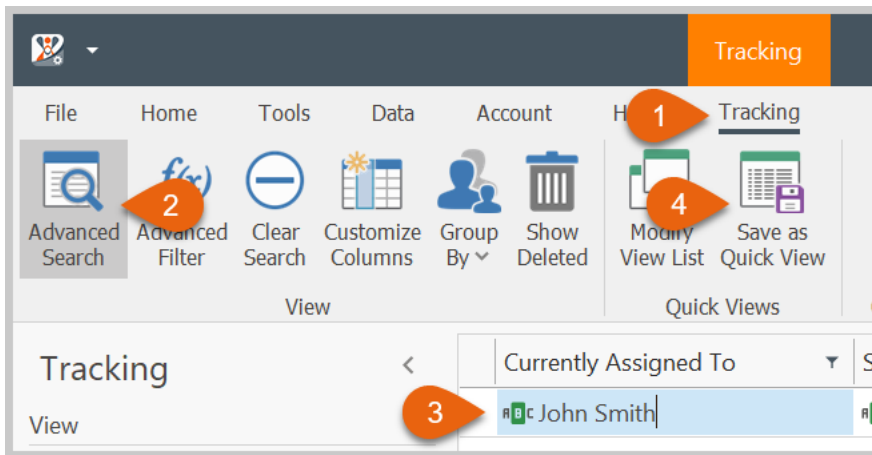 Tracking
File Home Tools Data Account H 1 Tracking
2 4
Advanced Search
Advanced Filter
Clear Search
Customize Columns
Group By
Show Deleted
Modify View List
Save as Quick View
View
Quick Views
Tracking
Currently Assigned To
S
3
ABC John Smith
View